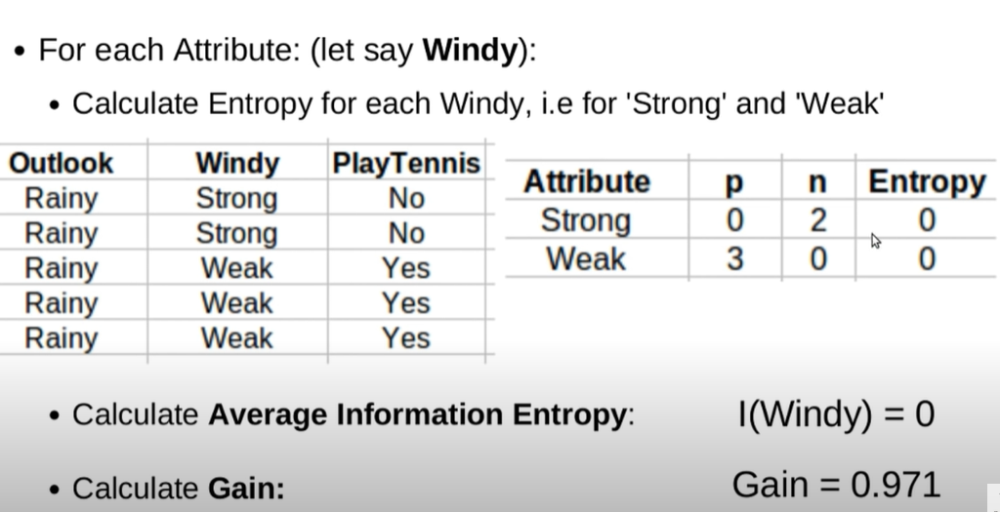 • For each Attribute: (let say Windy):
• Calculate Entropy for each Windy, i.e for 'Strong' and 'Weak'
Outlook Windy PlayTennis
Rainy Strong No
Rainy Strong No
Rainy Weak Yes
Rainy Weak Yes
Rainy Weak Yes
Attribute p n Entropy
Strong 0 2 0
Weak 3 0 0
• Calculate Average Information Entropy: I(Windy) = 0
• Calculate Gain: Gain = 0.971